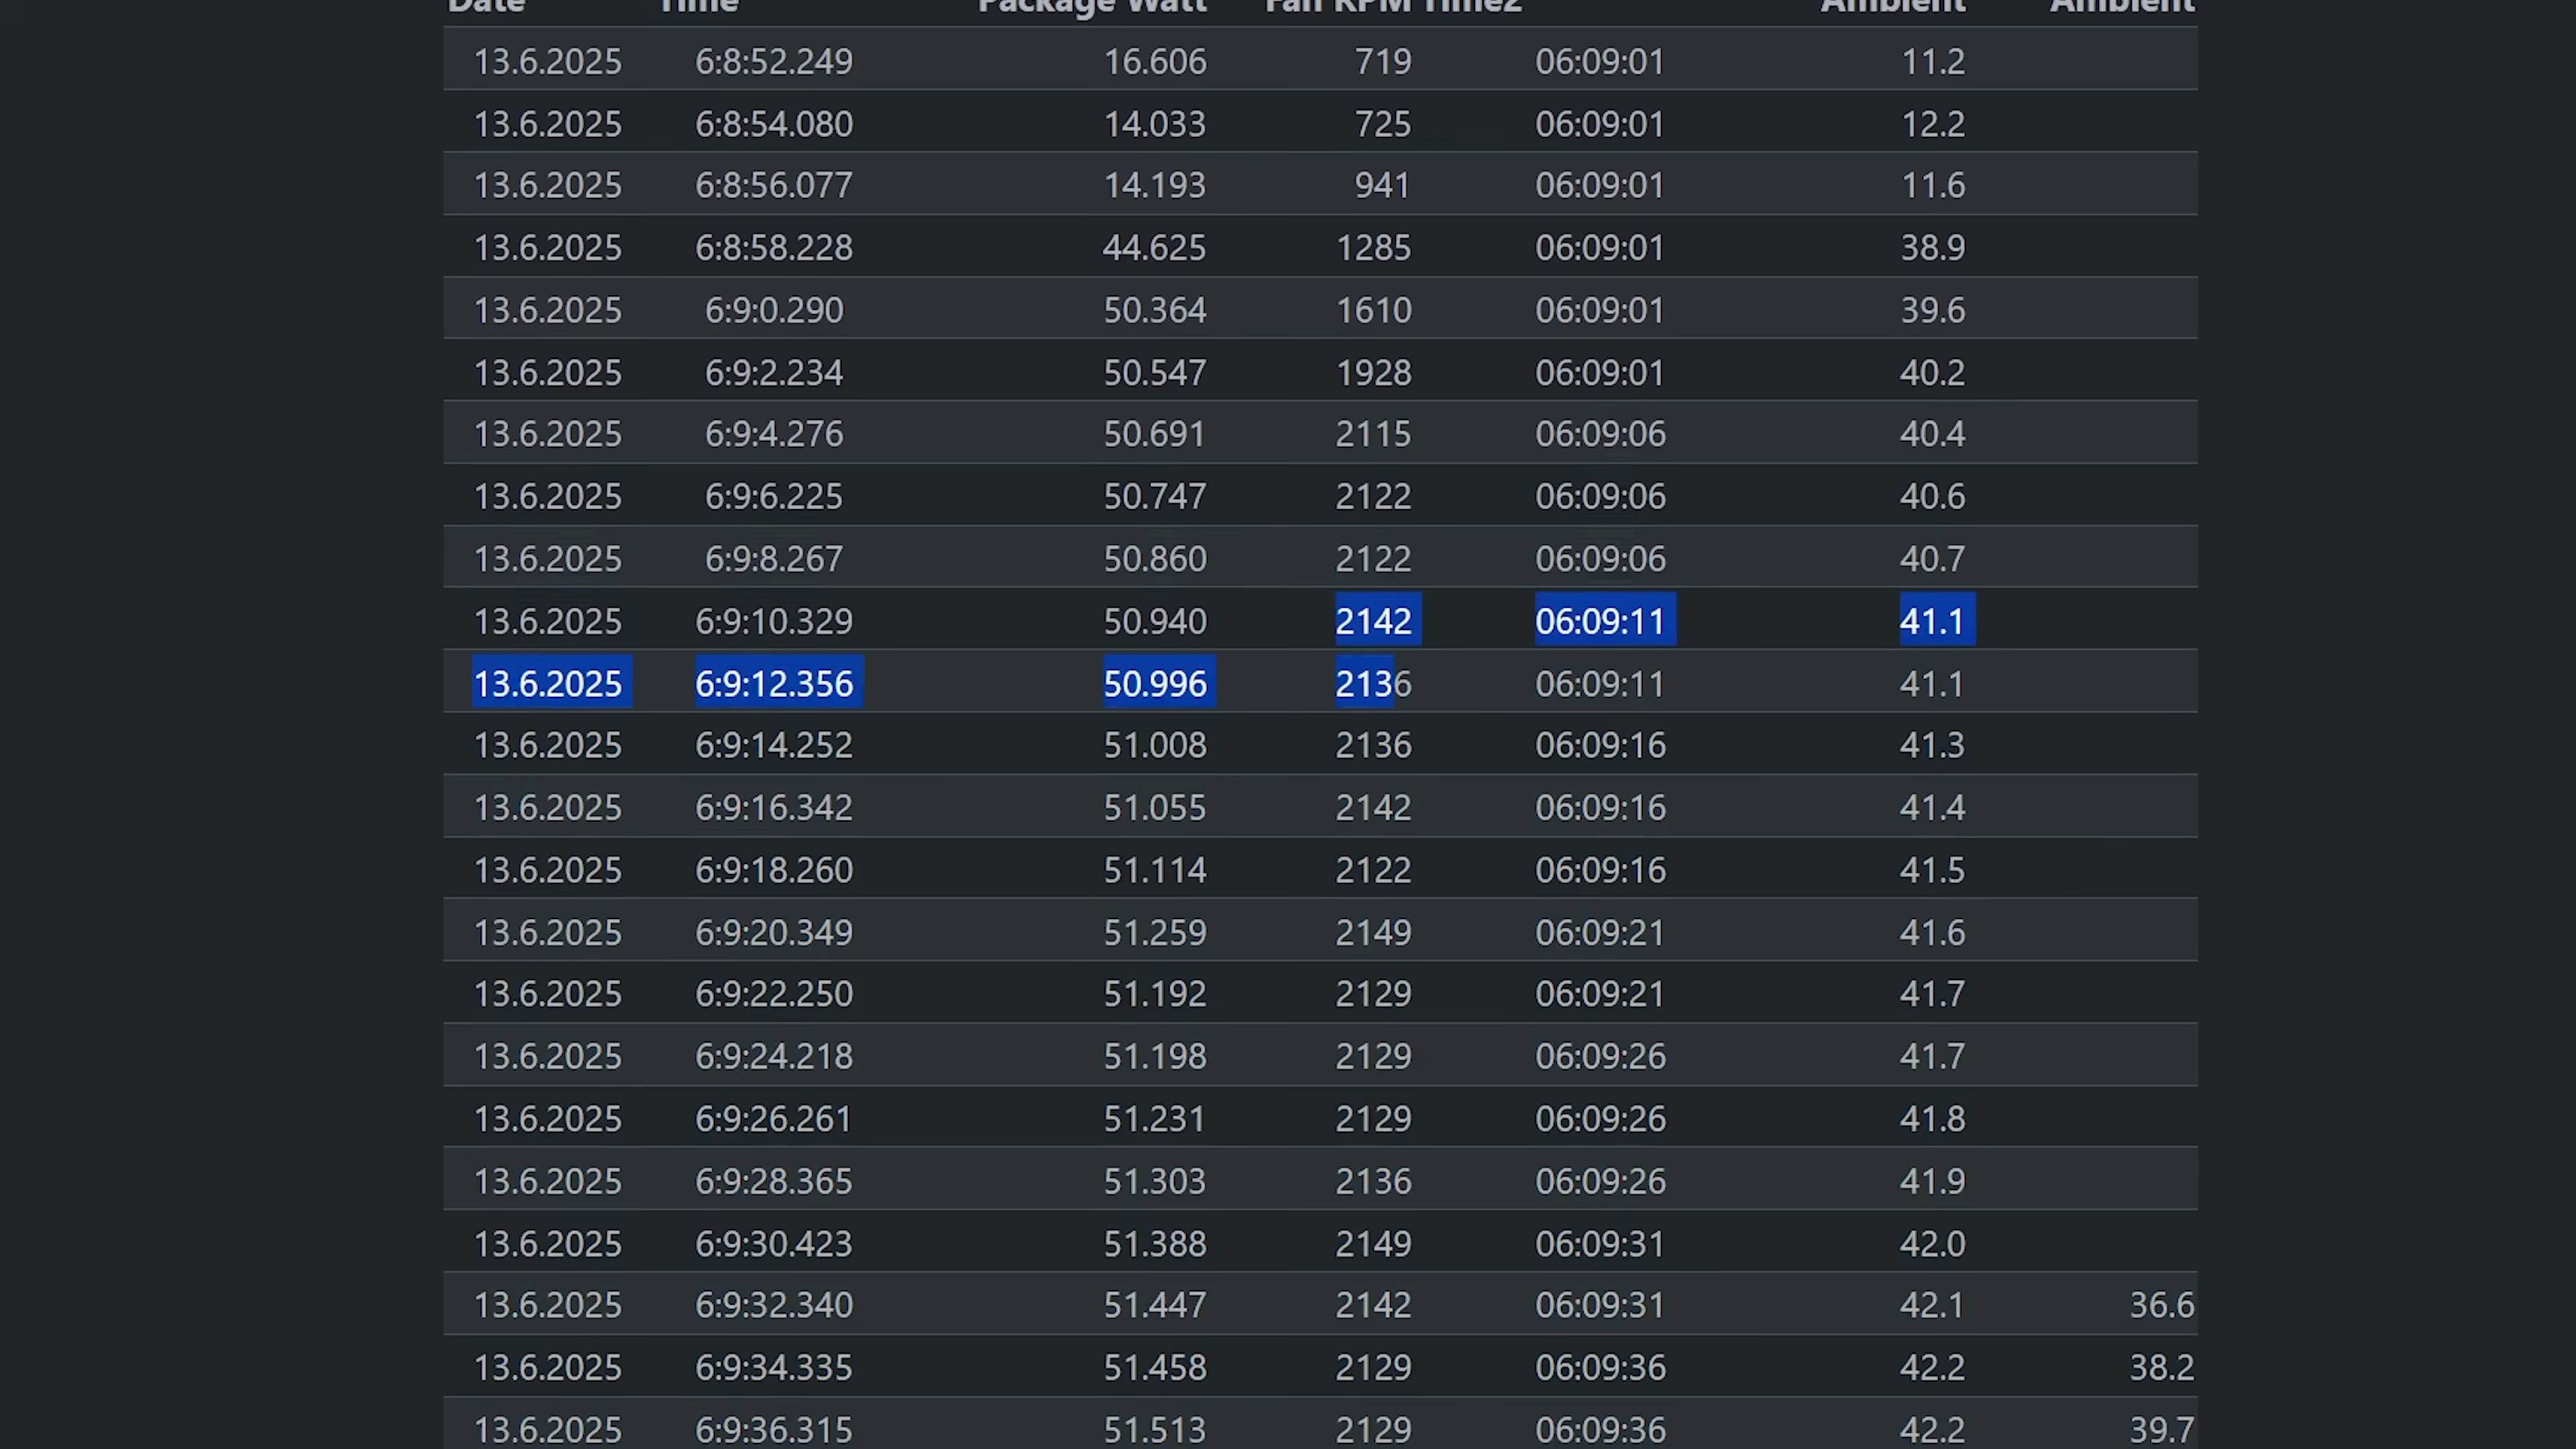 Date Time Package Watt Fan RPM Time2 Ambient Ambient
13.6.2025 6:8:52.249 16.606 719 06:09:01 11.2
13.6.2025 6:8:54.080 14.033 725 06:09:01 12.2
13.6.2025 6:8:56.077 14.193 941 06:09:01 11.6
13.6.2025 6:8:58.228 44.625 1285 06:09:01 38.9
13.6.2025 6:9:0.290 50.364 1610 06:09:01 39.6
13.6.2025 6:9:2.234 50.547 1928 06:09:01 40.2
13.6.2025 6:9:4.276 50.691 2115 06:09:06 40.4
13.6.2025 6:9:6.225 50.747 2122 06:09:06 40.6
13.6.2025 6:9:8.267 50.860 2122 06:09:06 40.7
13.6.2025 6:9:10.329 50.940 2142 06:09:11 41.1
13.6.2025 6:9:12.356 50.996 2136 06:09:11 41.1
13.6.2025 6:9:14.252 51.008 2136 06:09:16 41.3
13.6.2025 6:9:16.342 51.055 2142 06:09:16 41.4
13.6.2025 6:9:18.260 51.114 2122 06:09:16 41.5
13.6.2025 6:9:20.349 51.259 2149 06:09:21 41.6
13.6.2025 6:9:22.250 51.192 2129 06:09:21 41.7
13.6.2025 6:9:24.218 51.198 2129 06:09:26 41.7
13.6.2025 6:9:26.261 51.231 2129 06:09:26 41.8
13.6.2025 6:9:28.365 51.303 2136 06:09:26 41.9
13.6.2025 6:9:30.423 51.388 2149 06:09:31 42.0
13.6.2025 6:9:32.340 51.447 2142 06:09:31 42.1 36.6
13.6.2025 6:9:34.335 51.458 2129 06:09:36 42.2 38.2
13.6.2025 6:9:36.315 51.513 2129 06:09:36 42.2 39.7